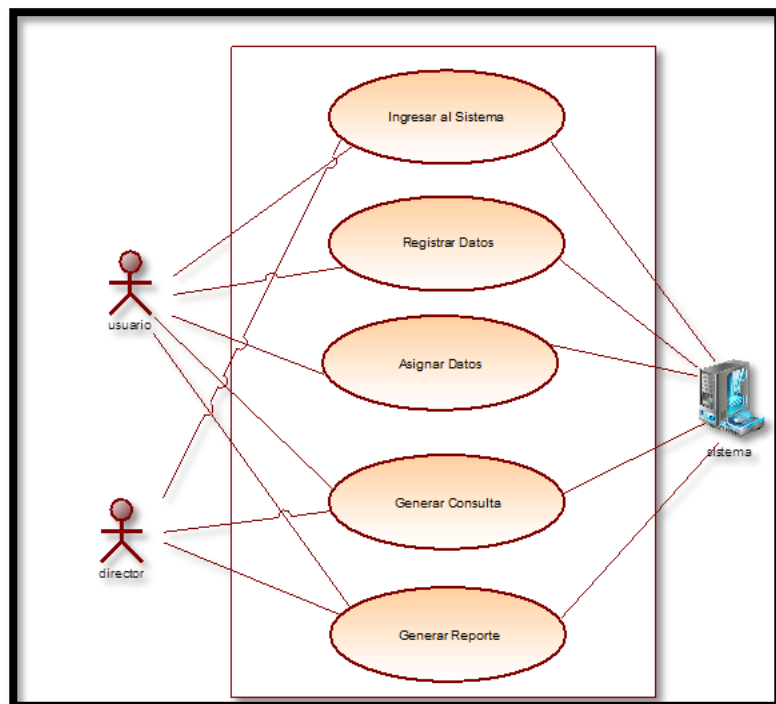 Ingresar al Sistema
Registrar Datos
usuario
Asignar Datos
sistema
Generar Consulta
director
Generar Reporte